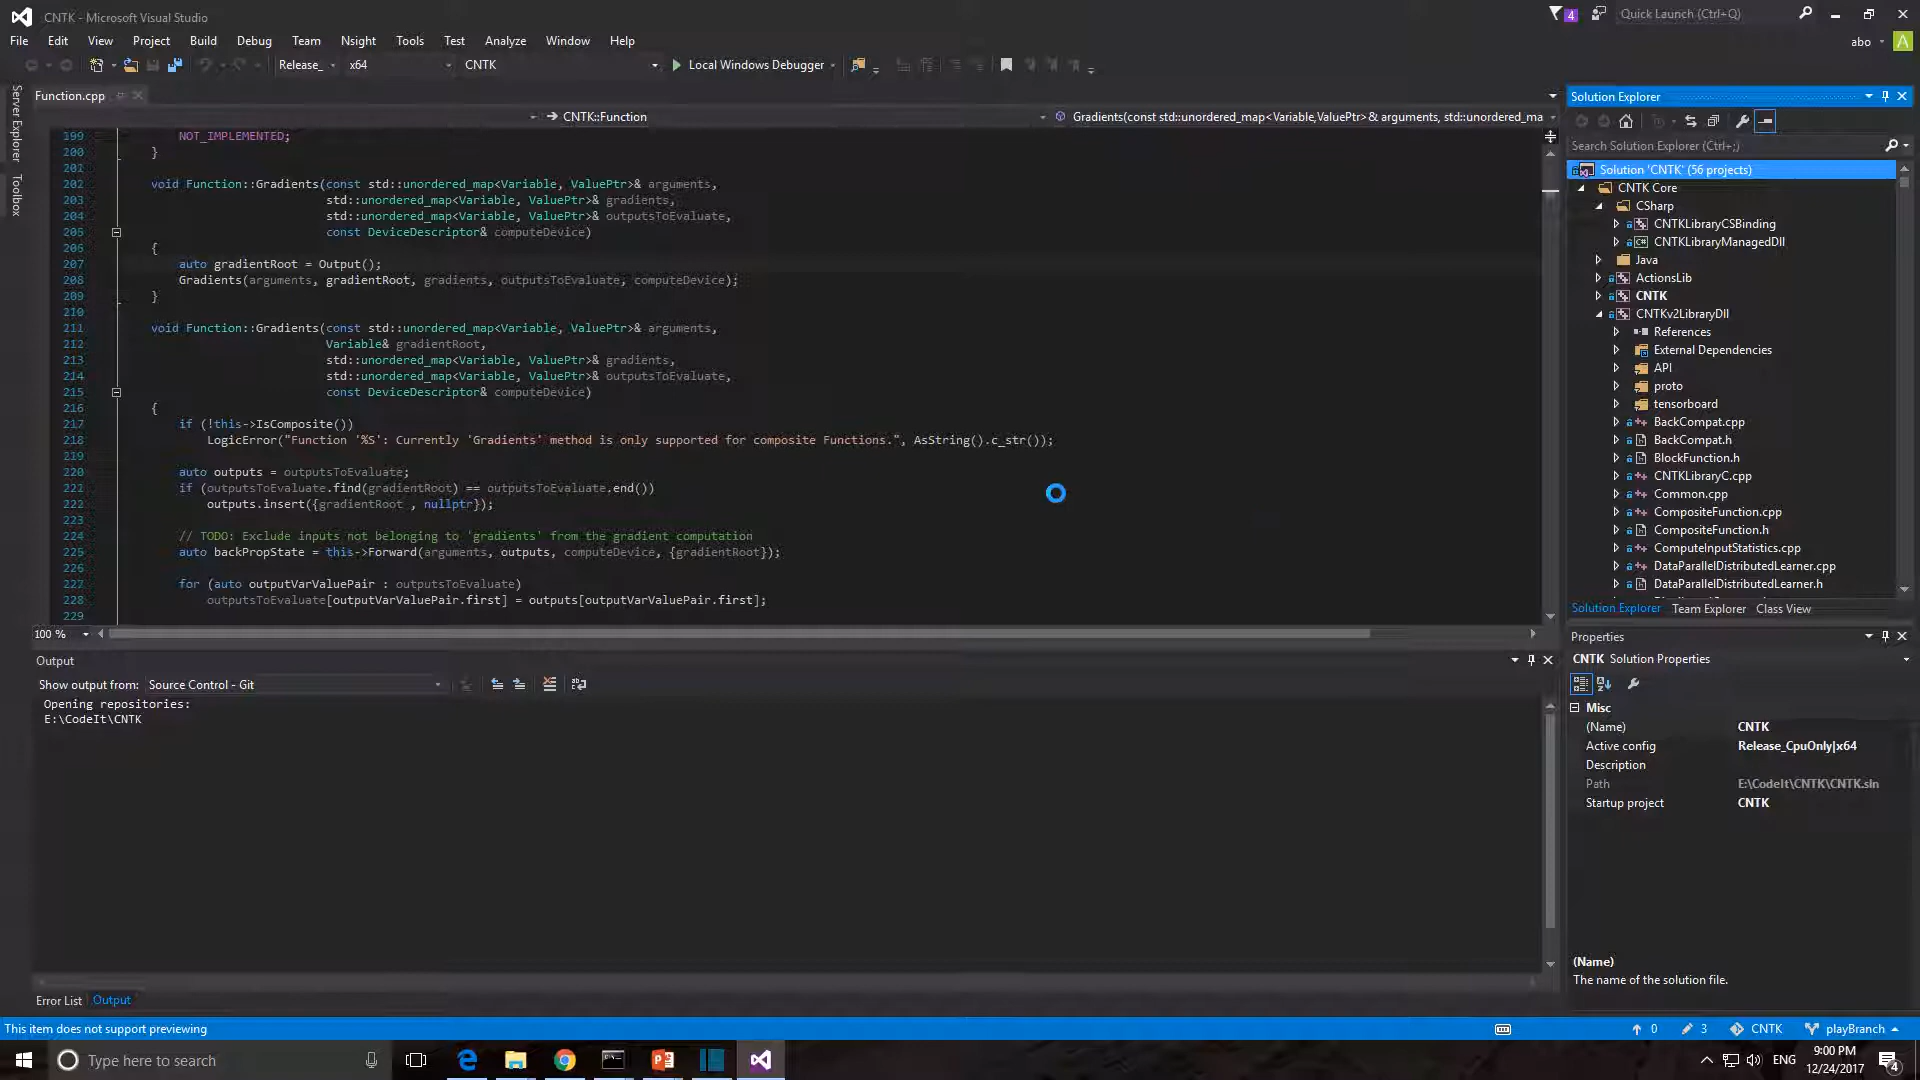 CNTK - Microsoft Visual Studio
4
Quick Launch (Ctrl+Q)
File Edit View Project Build Debug Team Nsight Tools Test Analyze Window Help
abo
A
Release_ x64 CNTK Local Windows Debugger
Server Explorer
Toolbox
Function.cpp
CNTK::Function
Gradients(const std::unordered_map<Variable,ValuePtr>& arguments, std::unordered_ma
199 NOT_IMPLEMENTED;
200 }
201
202 void Function::Gradients(const std::unordered_map<Variable, ValuePtr>& arguments,
203 std::unordered_map<Variable, ValuePtr>& gradients,
204 std::unordered_map<Variable, ValuePtr>& outputsToEvaluate,
205 const DeviceDescriptor& computeDevice)
206 {
207 auto gradientRoot = Output();
208 Gradients(arguments, gradientRoot, gradients, outputsToEvaluate, computeDevice);
209 }
210
211 void Function::Gradients(const std::unordered_map<Variable, ValuePtr>& arguments,
212 Variable& gradientRoot,
213 std::unordered_map<Variable, ValuePtr>& gradients,
214 std::unordered_map<Variable, ValuePtr>& outputsToEvaluate,
215 const DeviceDescriptor& computeDevice)
216 {
217 if (!this->IsComposite())
218 LogicError("Function '%S': Currently 'Gradients' method is only supported for composite Functions.", AsString().c_str());
219
220 auto outputs = outputsToEvaluate;
221 if (outputsToEvaluate.find(gradientRoot) == outputsToEvaluate.end())
222 outputs.insert({gradientRoot , nullptr});
223
224 // TODO: Exclude inputs not belonging to 'gradients' from the gradient computation
225 auto backPropState = this->Forward(arguments, outputs, computeDevice, {gradientRoot});
226
227 for (auto outputVarValuePair : outputsToEvaluate)
228 outputsToEvaluate[outputVarValuePair.first] = outputs[outputVarValuePair.first];
229
100 %
Output
Show output from: Source Control - Git
Opening repositories:
E:\CodeIt\CNTK
Error List Output
Solution Explorer
Search Solution Explorer (Ctrl+;)
Solution 'CNTK' (56 projects)
CNTK Core
CSharp
CNTKLibraryCSBinding
CNTKLibraryManagedDll
Java
ActionsLib
CNTK
CNTKv2LibraryDll
References
External Dependencies
API
proto
tensorboard
BackCompat.cpp
BackCompat.h
BlockFunction.h
CNTKLibraryC.cpp
Common.cpp
CompositeFunction.cpp
CompositeFunction.h
ComputeInputStatistics.cpp
DataParallelDistributedLearner.cpp
DataParallelDistributedLearner.h
Solution Explorer Team Explorer Class View
Properties
CNTK Solution Properties
Misc
(Name) CNTK
Active config Release_CpuOnly|x64
Description
Path E:\CodeIt\CNTK\CNTK.sln
Startup project CNTK
(Name)
The name of the solution file.
This item does not support previewing
0 3 CNTK playBranch
Type here to search
ENG
9:00 PM
12/24/2017
4